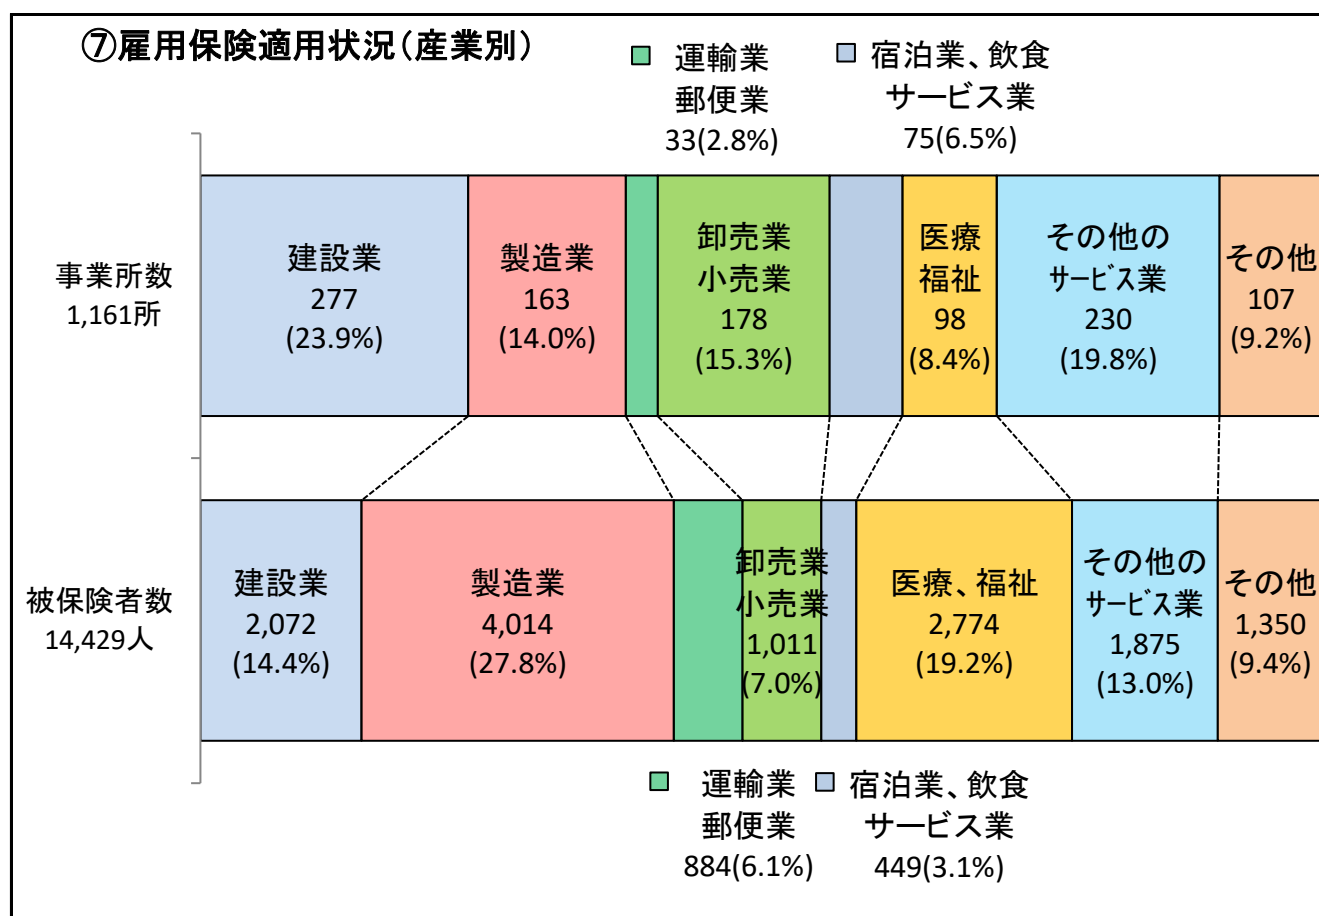 ⑦雇用保険適用状況(産業別)
運輸業
郵便業
33(2.8%)
宿泊業、飲食
サービス業
75(6.5%)
事業所数
1,161所
建設業
277
(23.9%)
製造業
163
(14.0%)
卸売業
小売業
178
(15.3%)
医療
福祉
98
(8.4%)
その他の
サービス業
230
(19.8%)
その他
107
(9.2%)
被保険者数
14,429人
建設業
2,072
(14.4%)
製造業
4,014
(27.8%)
卸売業
小売業
1,011
(7.0%)
医療、福祉
2,774
(19.2%)
その他の
サービス業
1,875
(13.0%)
その他
1,350
(9.4%)
運輸業
郵便業
884(6.1%)
宿泊業、飲食
サービス業
449(3.1%)